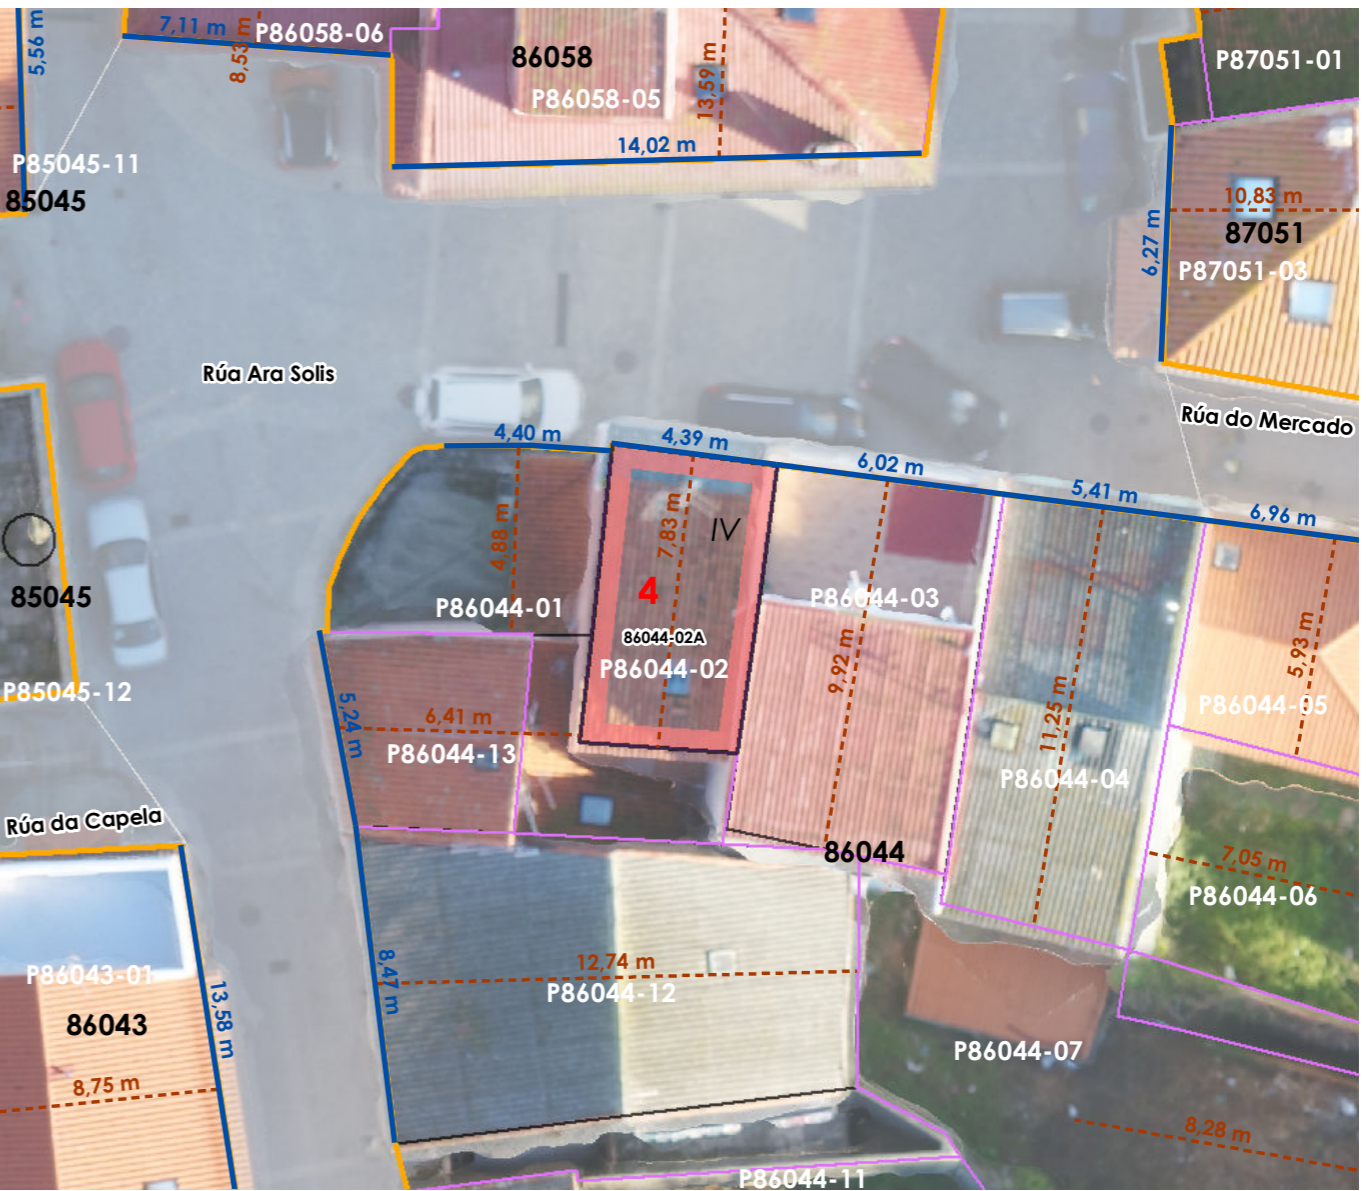 5,56 m
7,11 m
8,53 m
P86058-06
86058
P86058-05
13,59 m
14,02 m
P87051-01
P85045-11
85045
10,83 m
87051
P87051-03
6,27 m
Rúa Ara Solis
Rúa do Mercado
4,40 m
4,39 m
6,02 m
5,41 m
6,96 m
4,88 m
7,83 m
IV
4
86044-02A
P86044-01
P86044-02
P86044-03
85045
P85045-12
5,24 m
6,41 m
P86044-13
9,92 m
11,25 m
P86044-04
5,93 m
P86044-05
Rúa da Capela
86044
7,05 m
P86044-06
P86043-01
86043
13,58 m
8,75 m
8,47 m
12,74 m
P86044-12
P86044-07
8,28 m
P86044-11